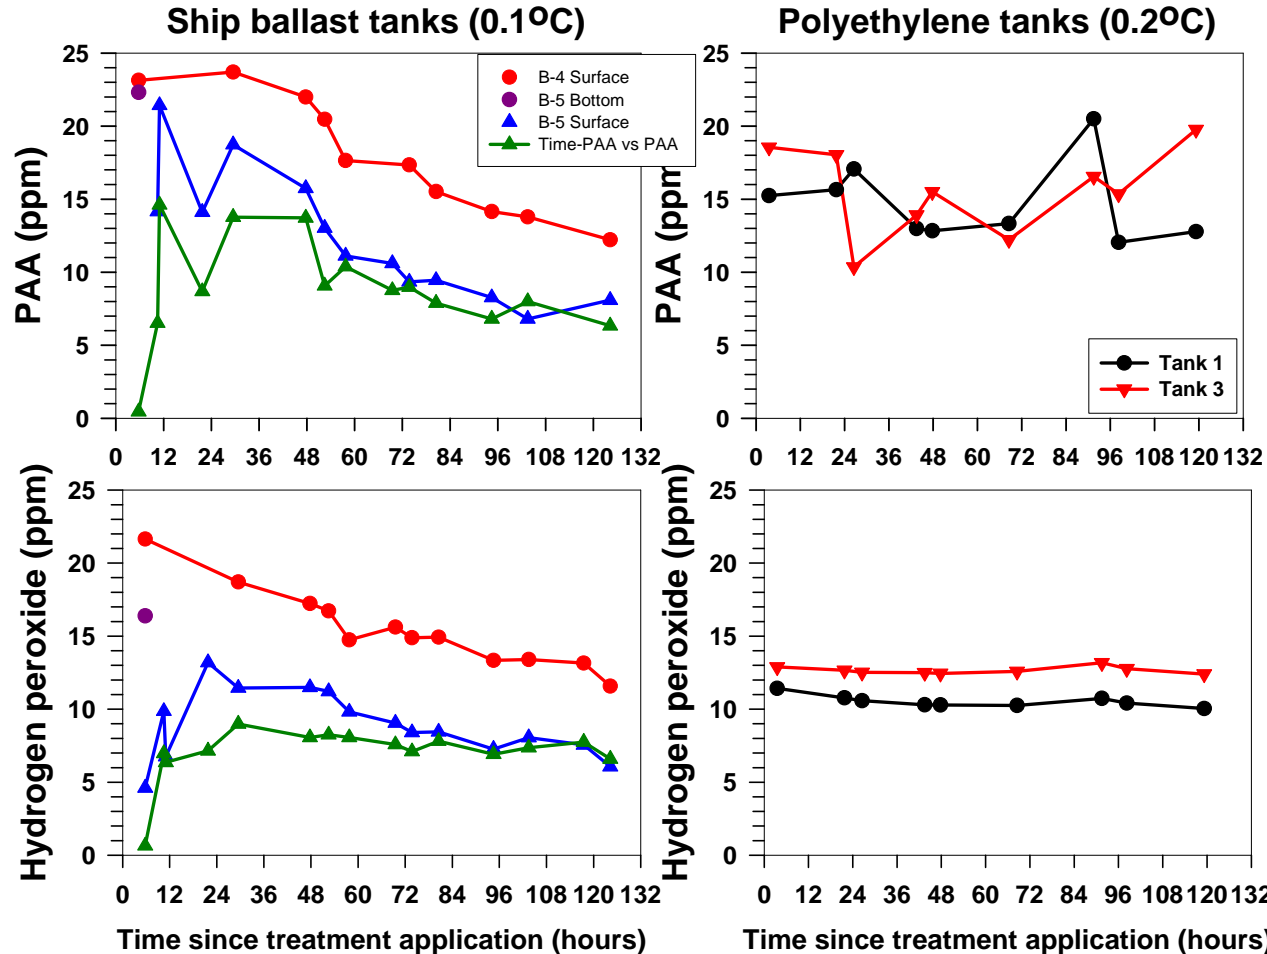 Ship ballast tanks (0.1ºC)
Polyethylene tanks (0.2ºC)
PAA (ppm)
25
20
15
10
5
0
B-4 Surface
B-5 Bottom
B-5 Surface
Time-PAA vs PAA
0 12 24 36 48 60 72 84 96 108 120 132
PAA (ppm)
25
20
15
10
5
0
Tank 1
Tank 3
0 12 24 36 48 60 72 84 96 108 120 132
Hydrogen peroxide (ppm)
25
20
15
10
5
0
0 12 24 36 48 60 72 84 96 108 120 132
Time since treatment application (hours)
Hydrogen peroxide (ppm)
25
20
15
10
5
0
0 12 24 36 48 60 72 84 96 108 120 132
Time since treatment application (hours)